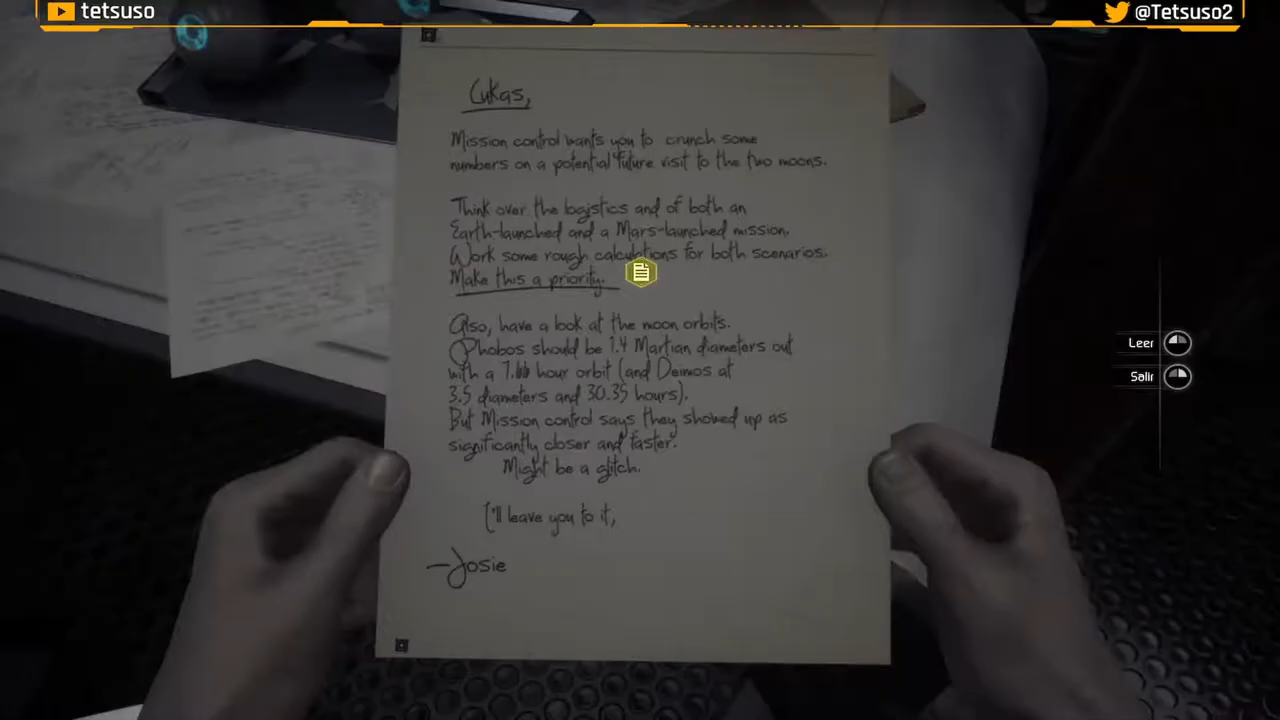 tetsuso
@Tetsuso2
Lukas,
Mission control wants you to crunch some
numbers on a potential future visit to the two moons.
Think over the logistics and of both an
Earth-launched and a Mars-launched mission.
Work some rough calculations for both scenarios.
Make this a priority.
Also, have a look at the moon orbits.
Phobos should be 1.4 Martian diameters out
with a 7.66 hour orbit (and Deimos at
3.5 diameters and 30.35 hours).
But Mission control says they showed up as
significantly closer and faster.
Might be a glitch.
I'll leave you to it,
—Josie
Leer
Salir